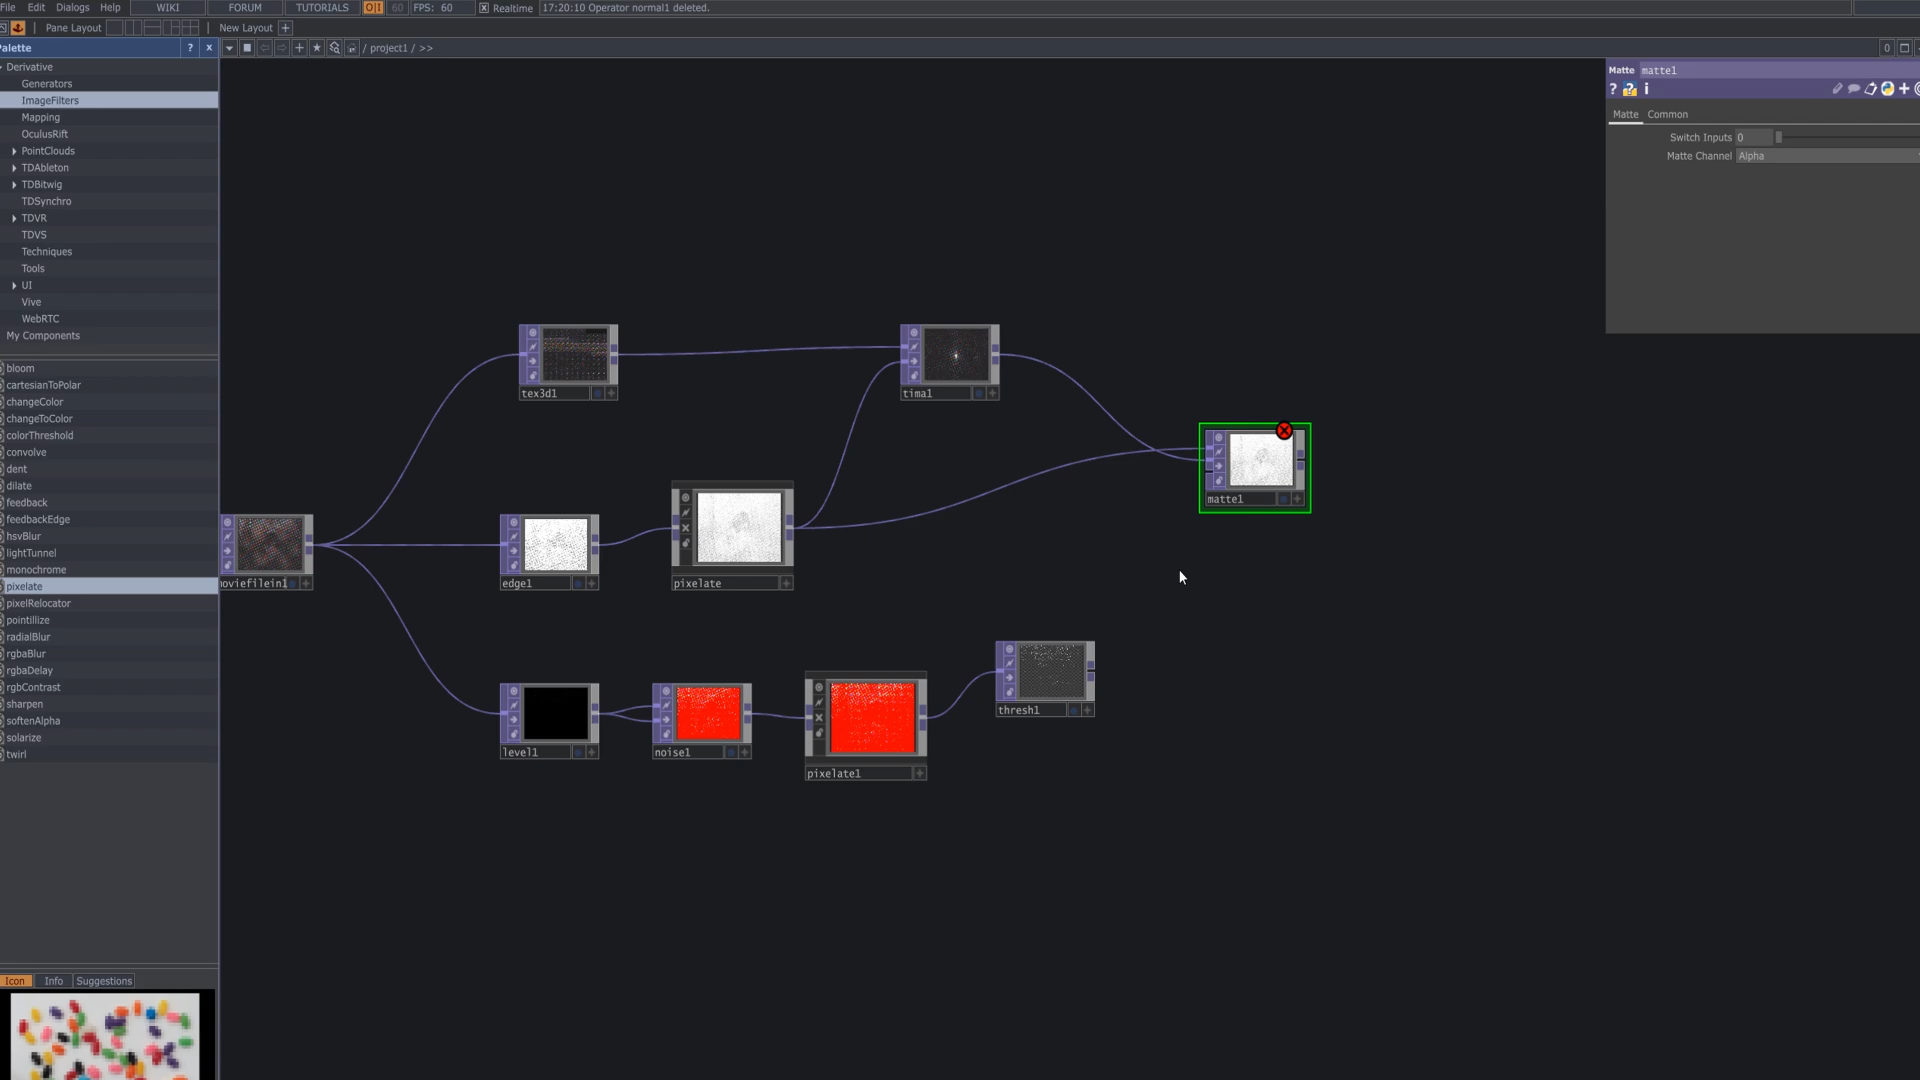 File Edit Dialogs Help WIKI FORUM TUTORIALS O|I 60 FPS: 60 Realtime 17:20:10 Operator normal1 deleted.
Pane Layout New Layout +
Palette ? x / project1 / >> 0
Derivative
Generators
ImageFilters
Mapping
OculusRift
PointClouds
TDAbleton
TDBitwig
TDSynchro
TDVR
TDVS
Techniques
Tools
UI
Vive
WebRTC
My Components
bloom
cartesianToPolar
changeColor
changeToColor
colorThreshold
convolve
dent
dilate
feedback
feedbackEdge
hsvBlur
lightTunnel
monochrome
pixelate
pixelRelocator
pointillize
radialBlur
rgbaBlur
rgbaDelay
rgbContrast
sharpen
softenAlpha
solarize
twirl
Icon Info Suggestions
tex3d1
tima1
matte1
oviefilein1
edge1
pixelate
thresh1
level1
noise1
pixelate1
Matte matte1
? ? i
Matte Common
Switch Inputs 0
Matte Channel Alpha